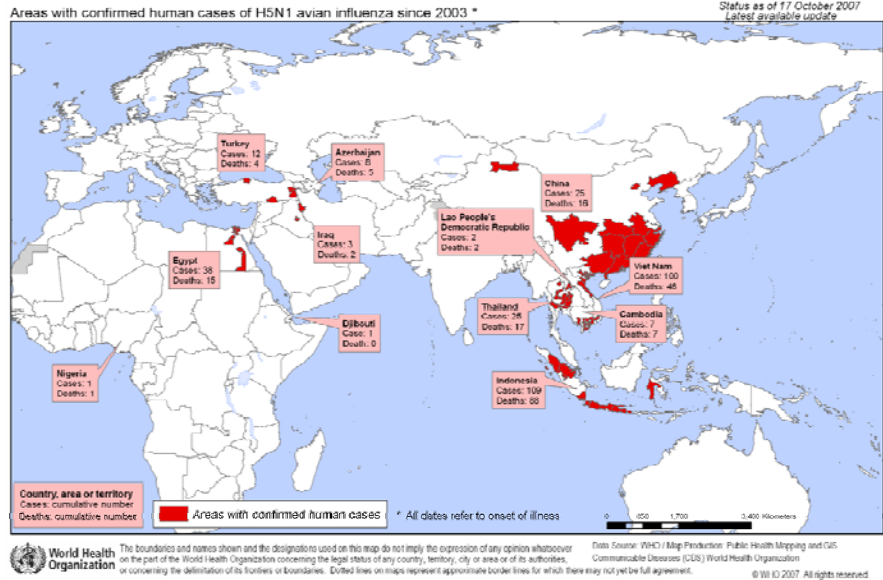 Areas with confirmed human cases of H5N1 avian influenza since 2003 *
Status as of 17 October 2007
Latest available update
Turkey
Cases: 12
Deaths: 4
Azerbaijan
Cases: 8
Deaths: 5
China
Cases: 25
Deaths: 16
Lao People's
Democratic Republic
Cases: 2
Deaths: 2
Iraq
Cases: 3
Deaths: 2
Egypt
Cases: 38
Deaths: 15
Viet Nam
Cases: 100
Deaths: 46
Thailand
Cases: 25
Deaths: 17
Cambodia
Cases: 7
Deaths: 7
Djibouti
Case: 1
Death: 0
Nigeria
Cases: 1
Deaths: 1
Indonesia
Cases: 109
Deaths: 88
Country, area or territory
Cases: cumulative number
Deaths: cumulative number
Areas with confirmed human cases
* All dates refer to onset of illness
0 850 1,700 3,400 Kilometers
World Health
Organization
The boundaries and names shown and the designations used on this map do not imply the expression of any opinion whatsoever
on the part of the World Health Organization concerning the legal status of any country, territory, city or area or of its authorities,
or concerning the delimitation of its frontiers or boundaries. Dotted lines on maps represent approximate border lines for which there may not yet be full agreement.
Data Source: WHO / Map Production: Public Health Mapping and GIS
Communicable Diseases (CDS) World Health Organization
© WHO 2007. All rights reserved